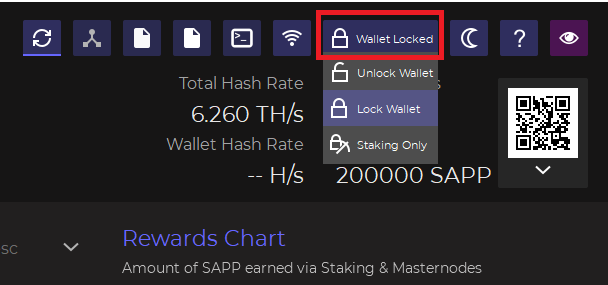 Wallet Locked
Unlock Wallet
Lock Wallet
Staking Only
Total Hash Rate
6.260 TH/s
Wallet Hash Rate
-- H/s
200000 SAPP
?
Rewards Chart
Amount of SAPP earned via Staking & Masternodes